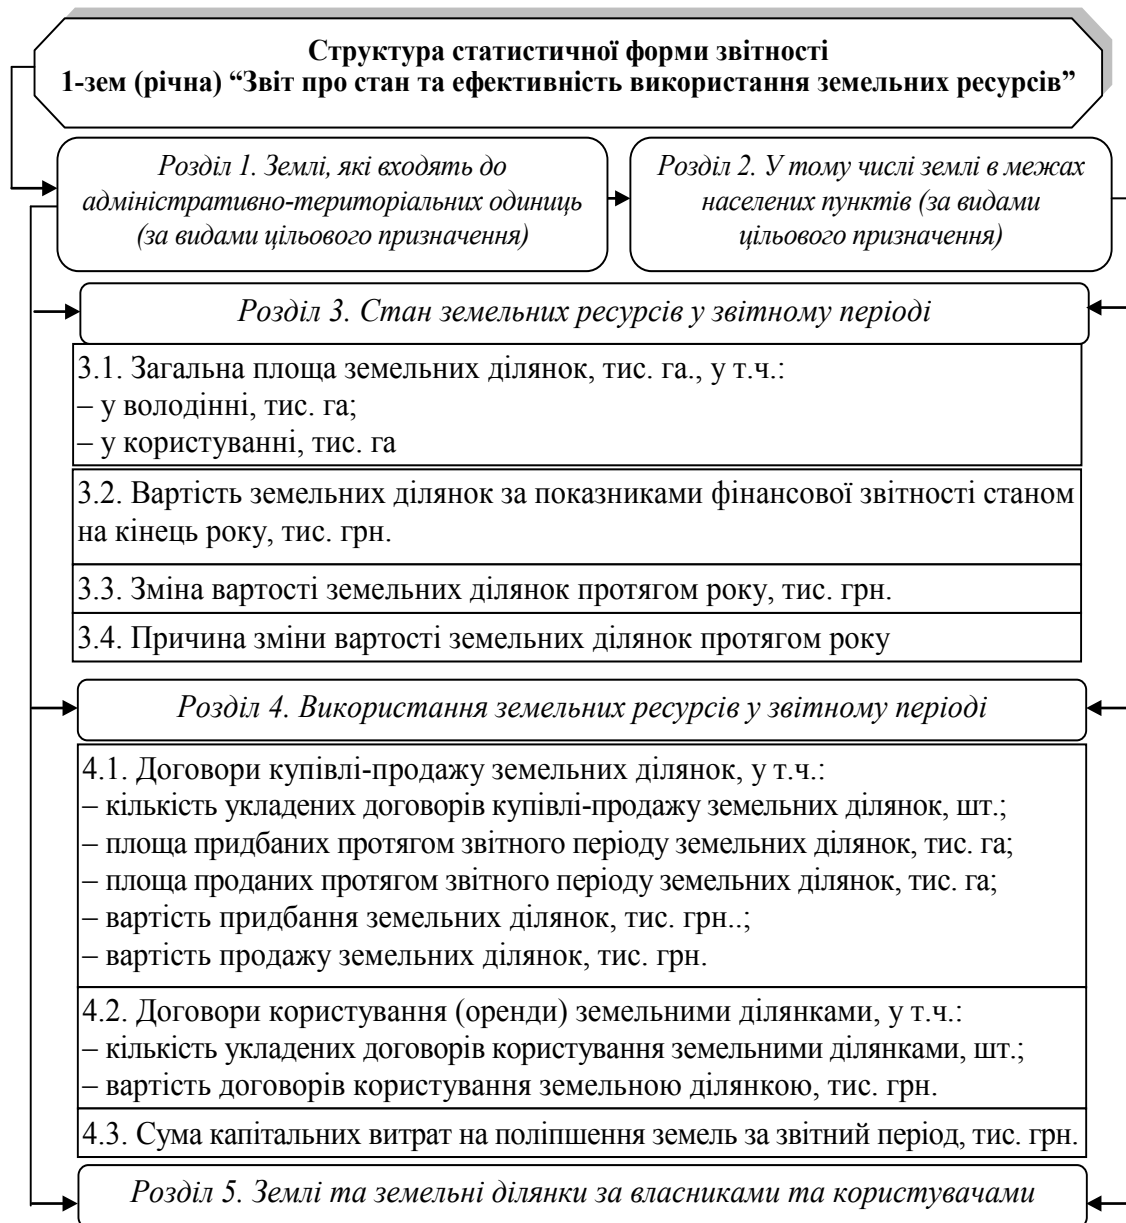 Структура статистичної форми звітності
1-зем (річна) “Звіт про стан та ефективність використання земельних ресурсів”
Розділ 1. Землі, які входять до
адміністративно-територіальних одиниць
(за видами цільового призначення)
Розділ 2. У тому числі землі в межах
населених пунктів (за видами
цільового призначення)
Розділ 3. Стан земельних ресурсів у звітному періоді
3.1. Загальна площа земельних ділянок, тис. га., у т.ч.:
– у володінні, тис. га;
– у користуванні, тис. га
3.2. Вартість земельних ділянок за показниками фінансової звітності станом
на кінець року, тис. грн.
3.3. Зміна вартості земельних ділянок протягом року, тис. грн.
3.4. Причина зміни вартості земельних ділянок протягом року
Розділ 4. Використання земельних ресурсів у звітному періоді
4.1. Договори купівлі-продажу земельних ділянок, у т.ч.:
– кількість укладених договорів купівлі-продажу земельних ділянок, шт.;
– площа придбаних протягом звітного періоду земельних ділянок, тис. га;
– площа проданих протягом звітного періоду земельних ділянок, тис. га;
– вартість придбання земельних ділянок, тис. грн..;
– вартість продажу земельних ділянок, тис. грн.
4.2. Договори користування (оренди) земельними ділянками, у т.ч.:
– кількість укладених договорів користування земельними ділянками, шт.;
– вартість договорів користування земельною ділянкою, тис. грн.
4.3. Сума капітальних витрат на поліпшення земель за звітний період, тис. грн.
Розділ 5. Землі та земельні ділянки за власниками та користувачами